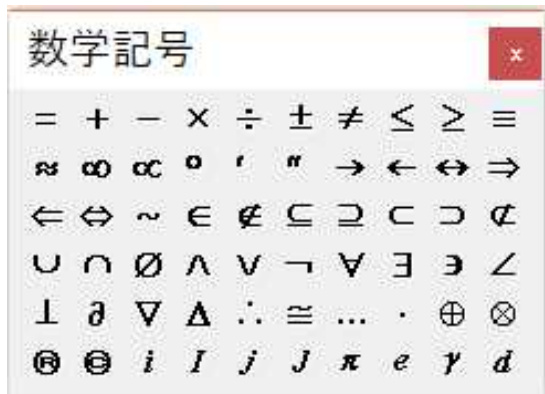 数学記号
x
= + − × ÷ ± ≠ ≤ ≥ ≡
≈ ∞ ∝ ° ′ ″ → ← ↔ ⇒
⇐ ⇔ ~ ∈ ∉ ⊆ ⊇ ⊂ ⊃ ⊄
∪ ∩ Ø ∧ ∨ ¬ ∀ ∃ ∍ ∠
⊥ ∂ ∇ Δ ∴ ≅ … · ⊕ ⊗
® © i I j J π e γ d